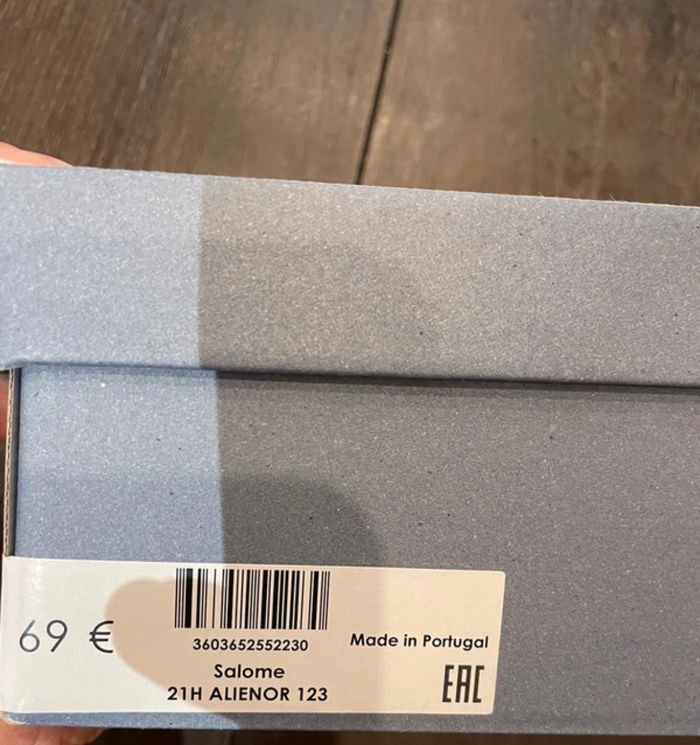 69 €
3603652552230
Salome
21H ALIENOR 123
Made in Portugal
EAC